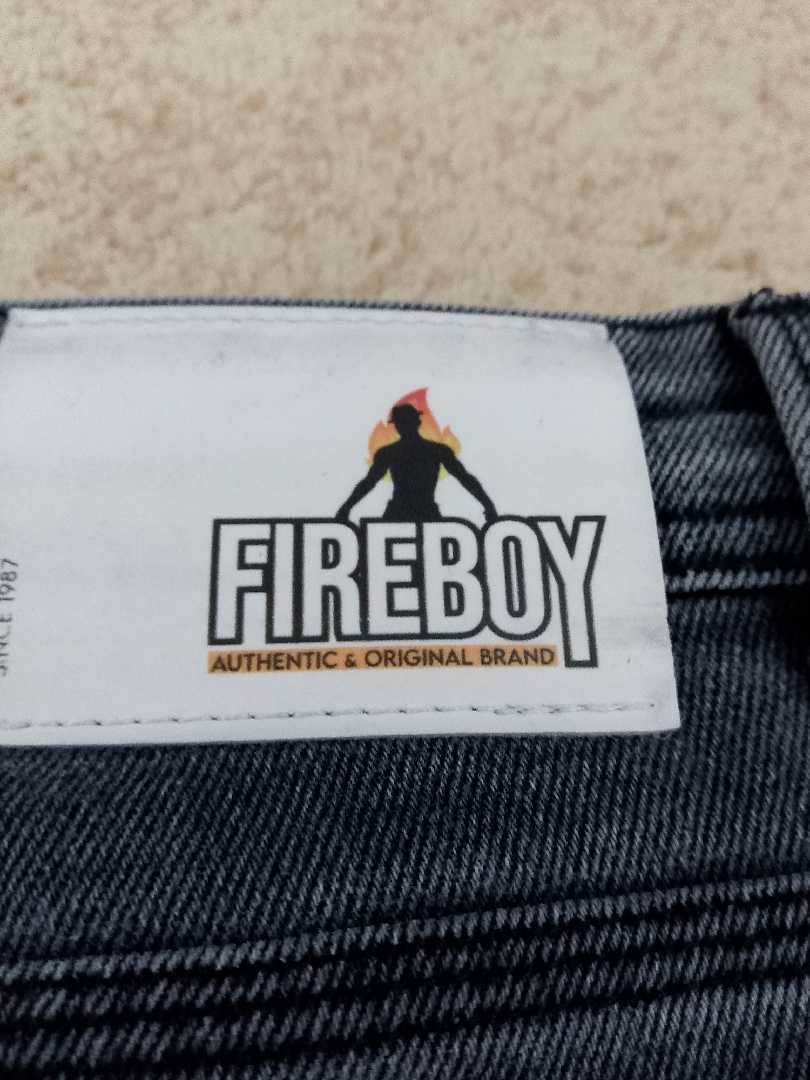 SINCE 1987
FIREBOY
AUTHENTIC & ORIGINAL BRAND